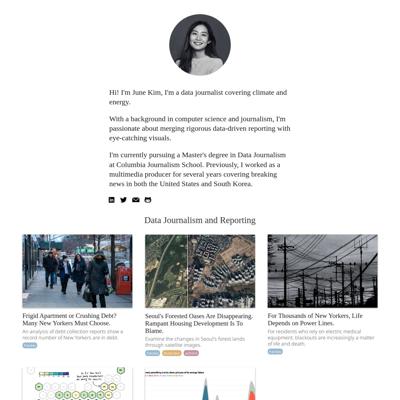 Hi! I'm June Kim, I'm a data journalist covering climate and
energy.
With a background in computer science and journalism, I'm
passionate about merging rigorous data-driven reporting with
eye-catching visuals.
I'm currently pursuing a Master's degree in Data Journalism
at Columbia Journalism School. Previously, I worked as a
multimedia producer for several years covering breaking
news in both the United States and South Korea.
Data Journalism and Reporting
Frigid Apartment or Crushing Debt?
Many New Yorkers Must Choose.
An analysis of debt collection reports show a
record number of New Yorkers are in debt.
Seoul's Forested Oases Are Disappearing.
Rampant Housing Development Is To
Blame.
Examine the changes in Seoul's forest lands
through satellite images.
For Thousands of New Yorkers, Life
Depends on Power Lines.
For residents who rely on electric medical
equipment, blackouts are increasingly a matter
of life and death.